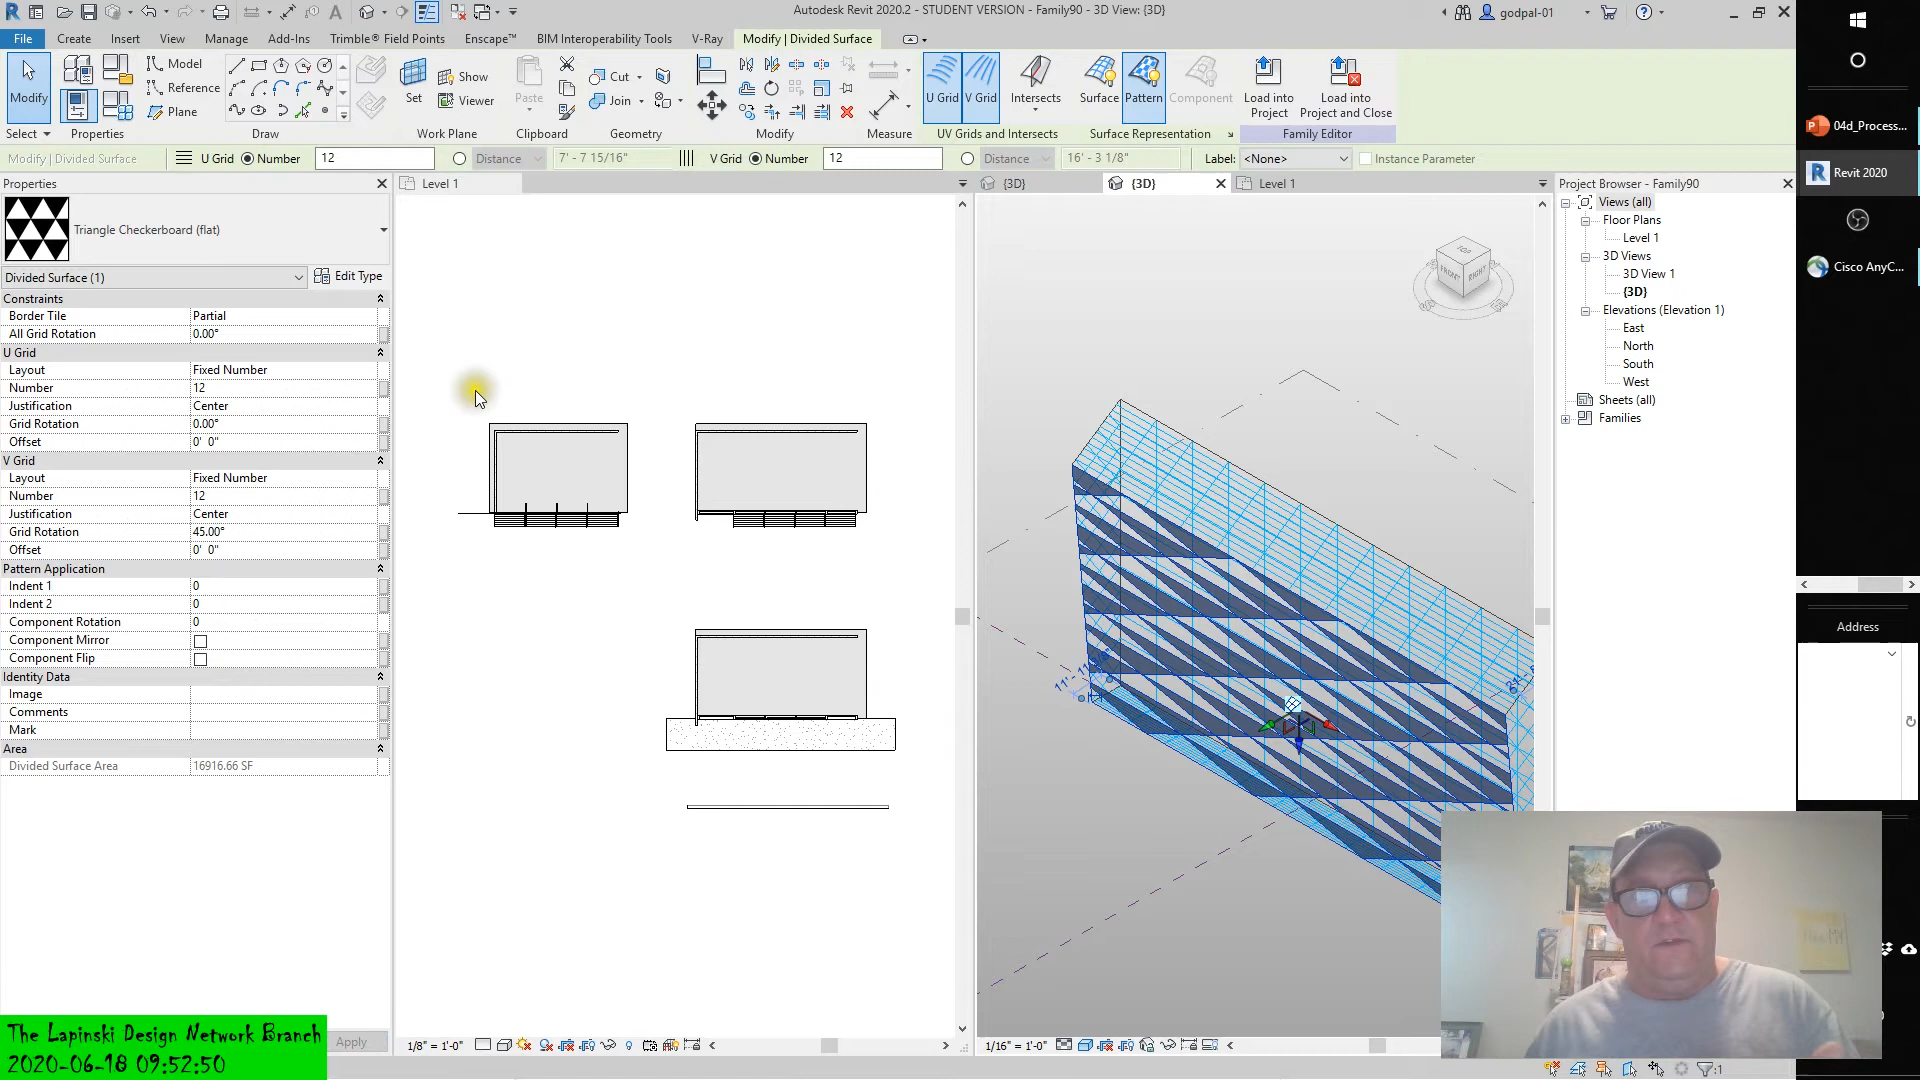 Autodesk Revit 2020.2 - STUDENT VERSION - Family90 - 3D View: {3D}
godpal-01
File
Create
Insert
View
Manage
Add-Ins
Trimble® Field Points
Enscape™
BIM Interoperability Tools
V-Ray
Modify | Divided Surface
Modify
Model
Reference
Plane
Set
Show
Viewer
Paste
Cut
Join
U Grid
V Grid
Intersects
Surface
Pattern
Component
Load into
Project
Load into
Project and Close
Select
Properties
Draw
Work Plane
Clipboard
Geometry
Modify
Measure
UV Grids and Intersects
Surface Representation
Family Editor
Modify | Divided Surface
U Grid
Number
12
Distance
7' - 7 15/16"
V Grid
Number
12
Distance
16' - 3 1/8"
Label:
<None>
Instance Parameter
Properties
Triangle Checkerboard (flat)
Divided Surface (1)
Edit Type
Constraints
Border Tile Partial
All Grid Rotation 0.00°
U Grid
Layout Fixed Number
Number 12
Justification Center
Grid Rotation 0.00°
Offset 0' 0"
V Grid
Layout Fixed Number
Number 12
Justification Center
Grid Rotation 45.00°
Offset 0' 0"
Pattern Application
Indent 1 0
Indent 2 0
Component Rotation 0
Component Mirror
Component Flip
Identity Data
Image
Comments
Mark
Area
Divided Surface Area 16916.66 SF
Apply
The Lapinski Design Network Branch
2020-06-18 09:52:50
Level 1
1/8" = 1'-0"
{3D}
{3D}
Level 1
TOP
FRONT
RIGHT
1/16" = 1'-0"
Project Browser - Family90
Views (all)
Floor Plans
Level 1
3D Views
3D View 1
{3D}
Elevations (Elevation 1)
East
North
South
West
Sheets (all)
Families
:1
04d_Process...
Revit 2020
Cisco AnyC...
Address